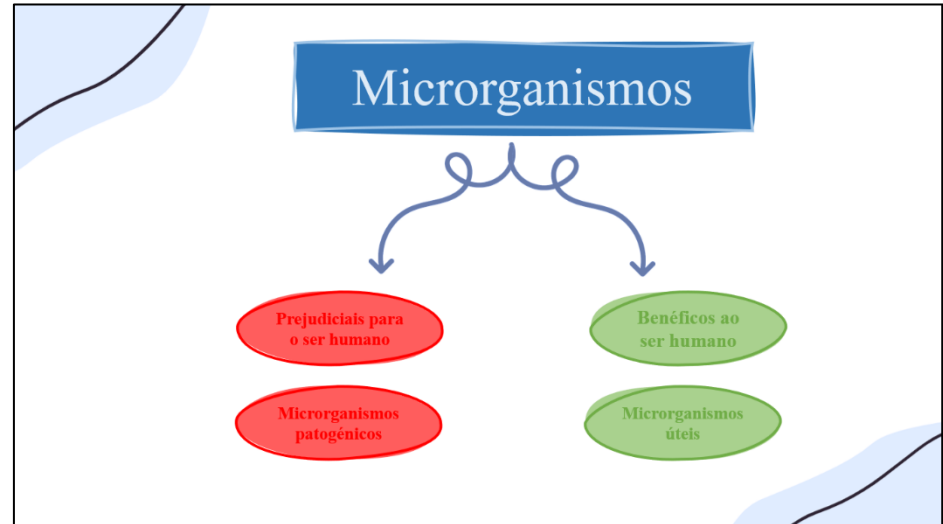 Microrganismos
Prejudiciais para
o ser humano
Benéficos ao
ser humano
Microrganismos
patogénicos
Microrganismos
úteis